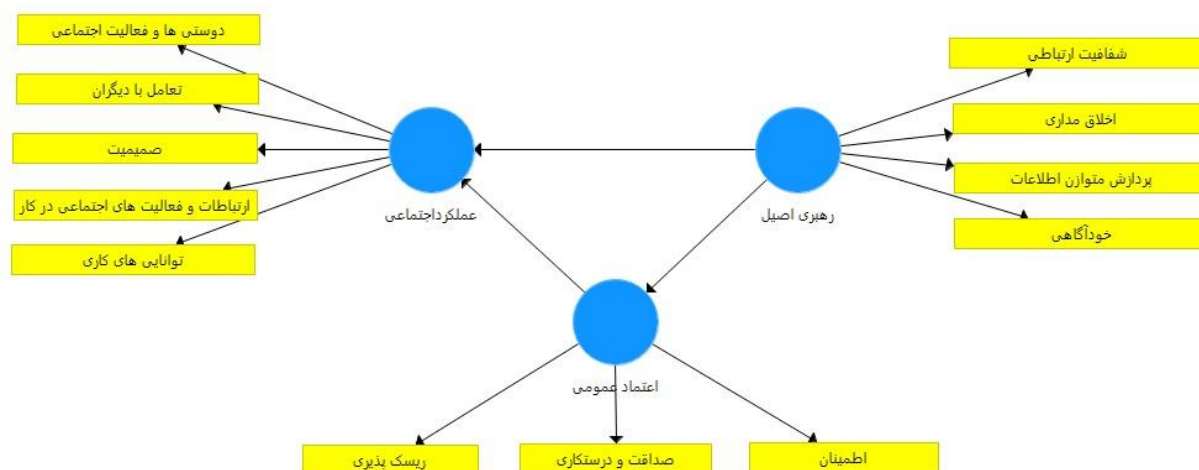 شفافیت ارتباطی
اخلاق مداری
پردازش متوازن اطلاعات
خودآگاهی
رهبری اصیل
دوستی ها و فعالیت اجتماعی
تعامل با دیگران
صمیمیت
ارتباطات و فعالیت های اجتماعی در کار
توانایی های کاری
عملکرداجتماعی
اعتماد عمومی
اطمینان
صداقت و درستکاری
ریسک پذیری